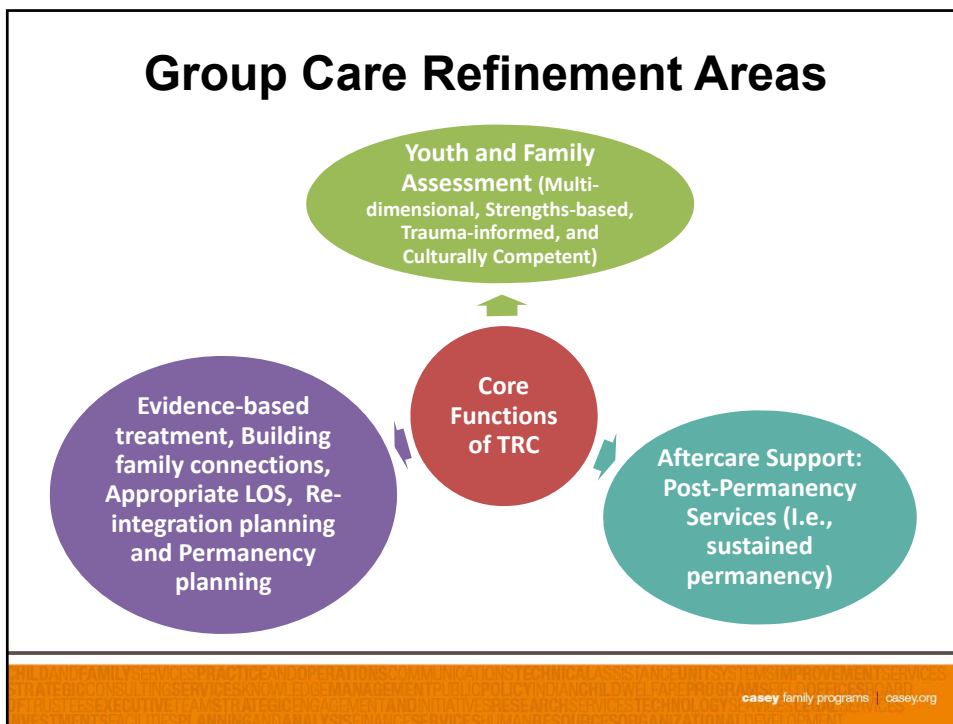 Group Care Refinement Areas
Youth and Family
Assessment (Multi-
dimensional, Strengths-based,
Trauma-informed, and
Culturally Competent)
Core
Functions
of TRC
Evidence-based
treatment, Building
family connections,
Appropriate LOS, Re-
integration planning
and Permanency
planning
Aftercare Support:
Post-Permanency
Services (I.e.,
sustained
permanency)
casey family programs | casey.org